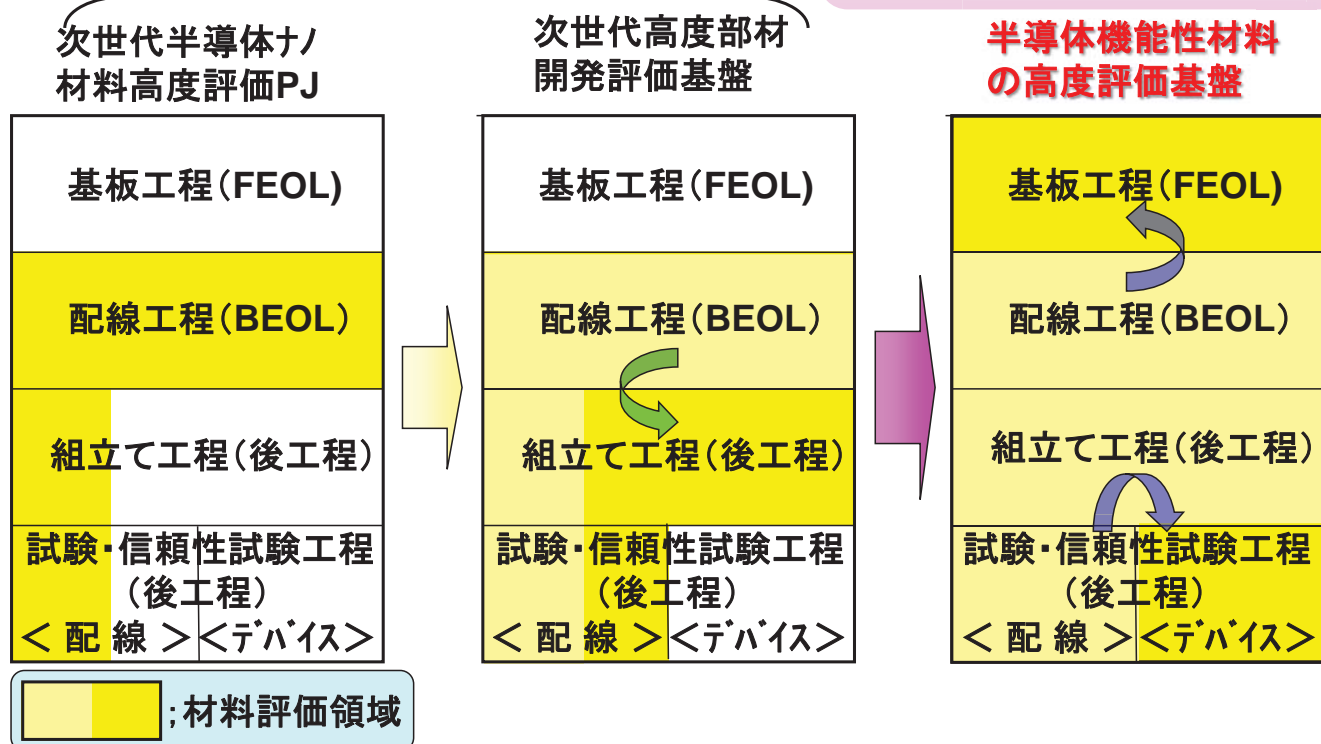 次世代半導体ﾅﾉ
材料高度評価PJ
基板工程(FEOL)
配線工程(BEOL)
組立て工程(後工程)
試験・信頼性試験工程
(後工程)
＜ 配 線 ＞＜ﾃﾞﾊﾞｲｽ＞
次世代高度部材
開発評価基盤
基板工程(FEOL)
配線工程(BEOL)
組立て工程(後工程)
試験・信頼性試験工程
(後工程)
＜ 配 線 ＞＜ﾃﾞﾊﾞｲｽ＞
半導体機能性材料
の高度評価基盤
基板工程(FEOL)
配線工程(BEOL)
組立て工程(後工程)
試験・信頼性試験工程
(後工程)
＜ 配 線 ＞＜ﾃﾞﾊﾞｲｽ＞
;材料評価領域